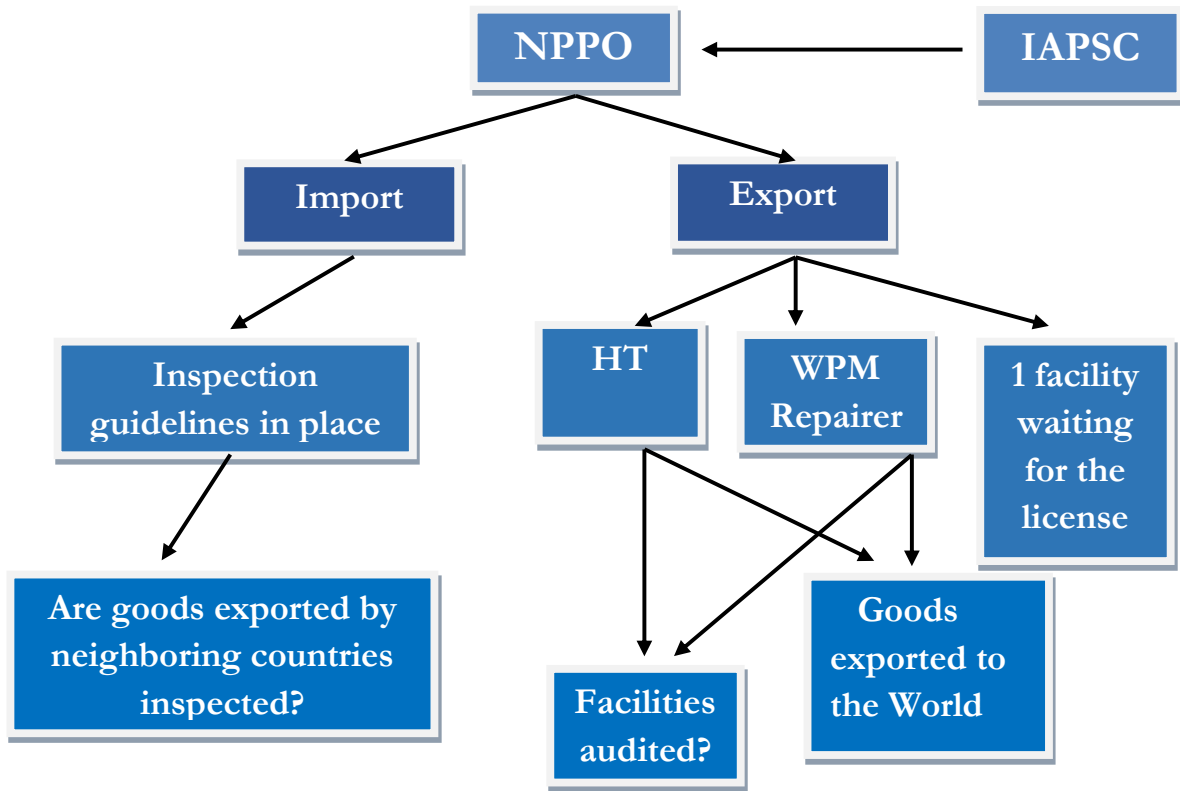 NPPO
IAPSC
Import
Export
Inspection
guidelines in place
HT
WPM
Repairer
1 facility
waiting
for the
license
Are goods exported by
neighboring countries
inspected?
Facilities
audited?
Goods
exported to
the World